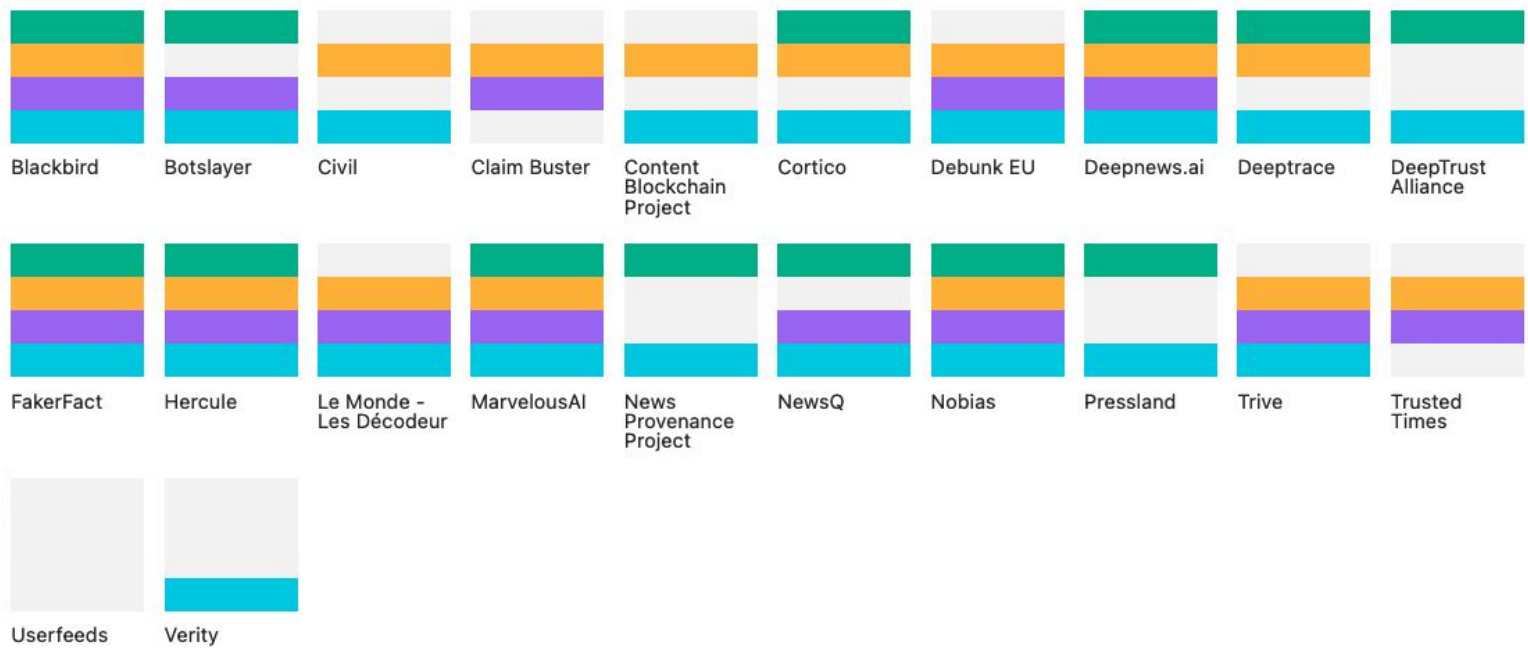 Blackbird
Botslayer
Civil
Claim Buster
Content
Blockchain
Project
Cortico
Debunk EU
Deepnews.ai
Deeptrace
DeepTrust
Alliance
FakerFact
Hercule
Le Monde -
Les Décodeur
MarvelousAI
News
Provenance
Project
NewsQ
Nobias
Pressland
Trive
Trusted
Times
Userfeeds
Verity